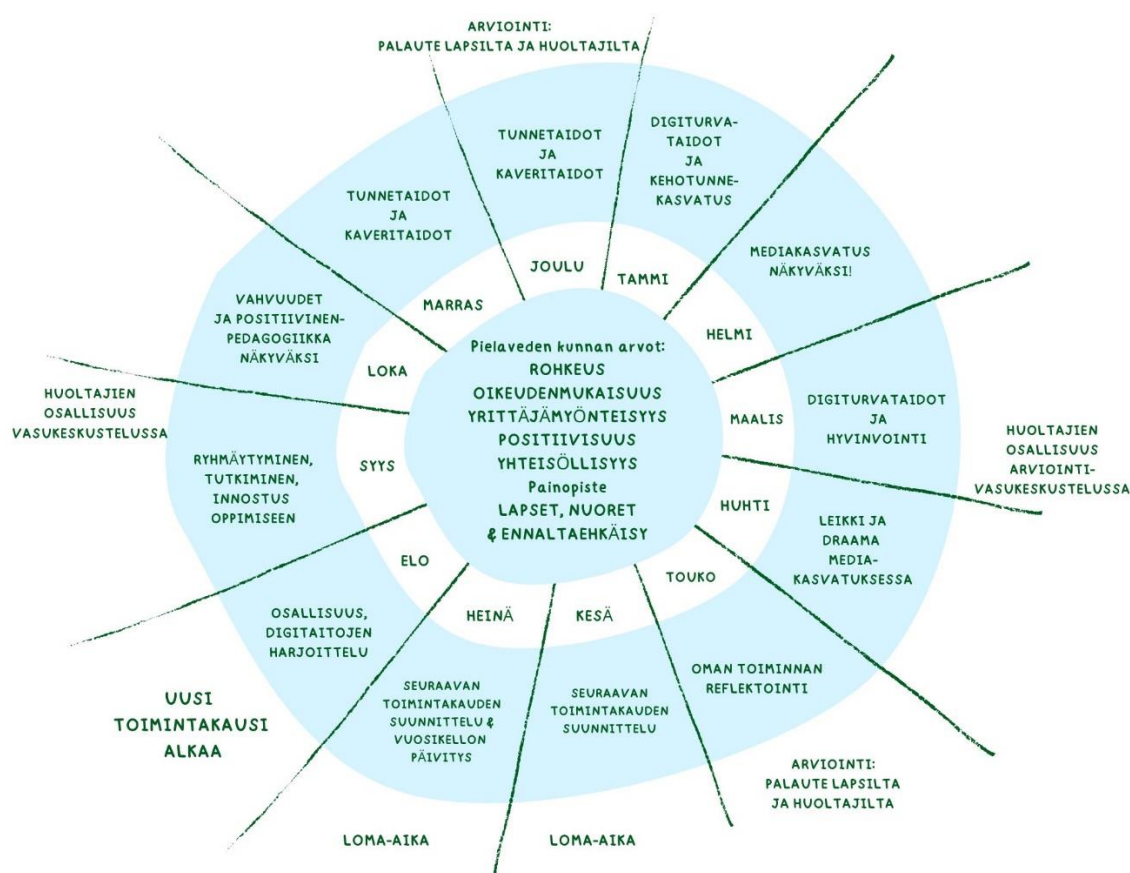 ARVIOINTI:
PALAUTE LAPSILTA JA HUOLTAJILTA
TUNNETAIDOT
JA
KAVERITAIDOT
DIGITURVA-
TAIDOT
JA
KEHOTUNNE-
KASVATUS
TUNNETAIDOT
JA
KAVERITAIDOT
MEDIAKASVATUS
NÄKYVÄKSI!
JOULU
TAMMI
MARRAS
HELMI
VAHVUUDET
JA POSITIIVINEN-
PEDAGOGIIKKA
NÄKYVÄKSI
LOKA
Pielaveden kunnan arvot:
ROHKEUS
OIKEUDENMUKAISUUS
YRITTÄJÄMYÖNTEISYYS
POSITIIVISUUS
YHTEISÖLLISYYS
Painopiste
LAPSET, NUORET
& ENNALTAEHKÄISY
MAALIS
DIGITURVATAIDOT
JA
HYVINVOINTI
HUOLTAJIEN
OSALLISUUS
VASUKESKUSTELUSSA
HUOLTAJIEN
OSALLISUUS
ARVIOINTI-
VASUKESKUSTELUSSA
RYHMÄYTYMINEN,
TUTKIMINEN,
INNOSTUS
OPPIMISEEN
SYYS
HUHTI
LEIKKI JA
DRAAMA
MEDIA-
KASVATUKSESSA
ELO
TOUKO
HEINÄ
KESÄ
OSALLISUUS,
DIGITAITOJEN
HARJOITTELU
OMAN TOIMINNAN
REFLEKTOINTI
SEURAAVAN
TOIMINTAKAUDEN
SUUNNITTELU &
VUOSIKELLON
PÄIVITYS
SEURAAVAN
TOIMINTAKAUDEN
SUUNNITTELU
UUSI
TOIMINTAKAUSI
ALKAA
ARVIOINTI:
PALAUTE LAPSILTA
JA HUOLTAJILTA
LOMA-AIKA
LOMA-AIKA